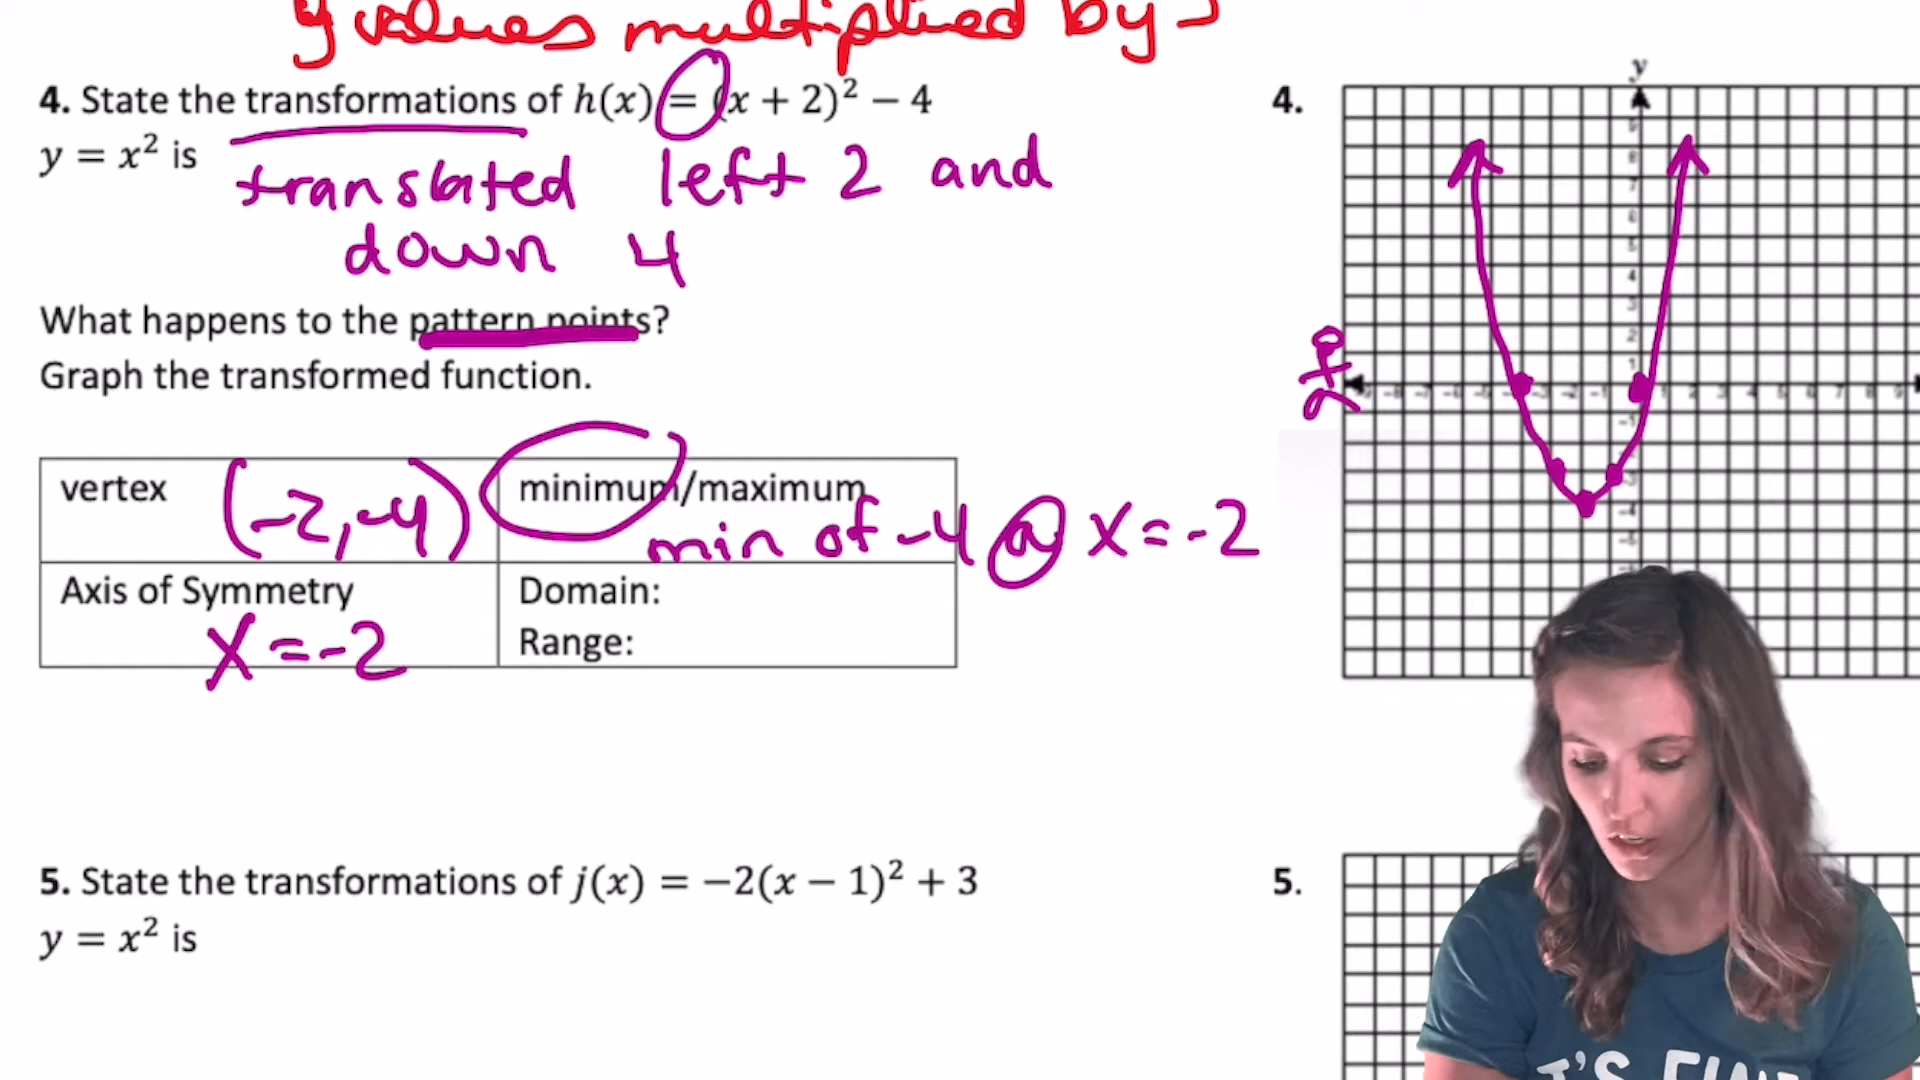 y values multiplied by
4. State the transformations of h(x) = (x + 2)² − 4
y = x² is
translated left 2 and
down 4
What happens to the pattern points?
Graph the transformed function.
vertex (-2, -4)
minimum/maximum
min of -4 @ x = -2
Axis of Symmetry
x = -2
Domain:
Range:
4.
y
5. State the transformations of j(x) = −2(x − 1)² + 3
y = x² is
5.